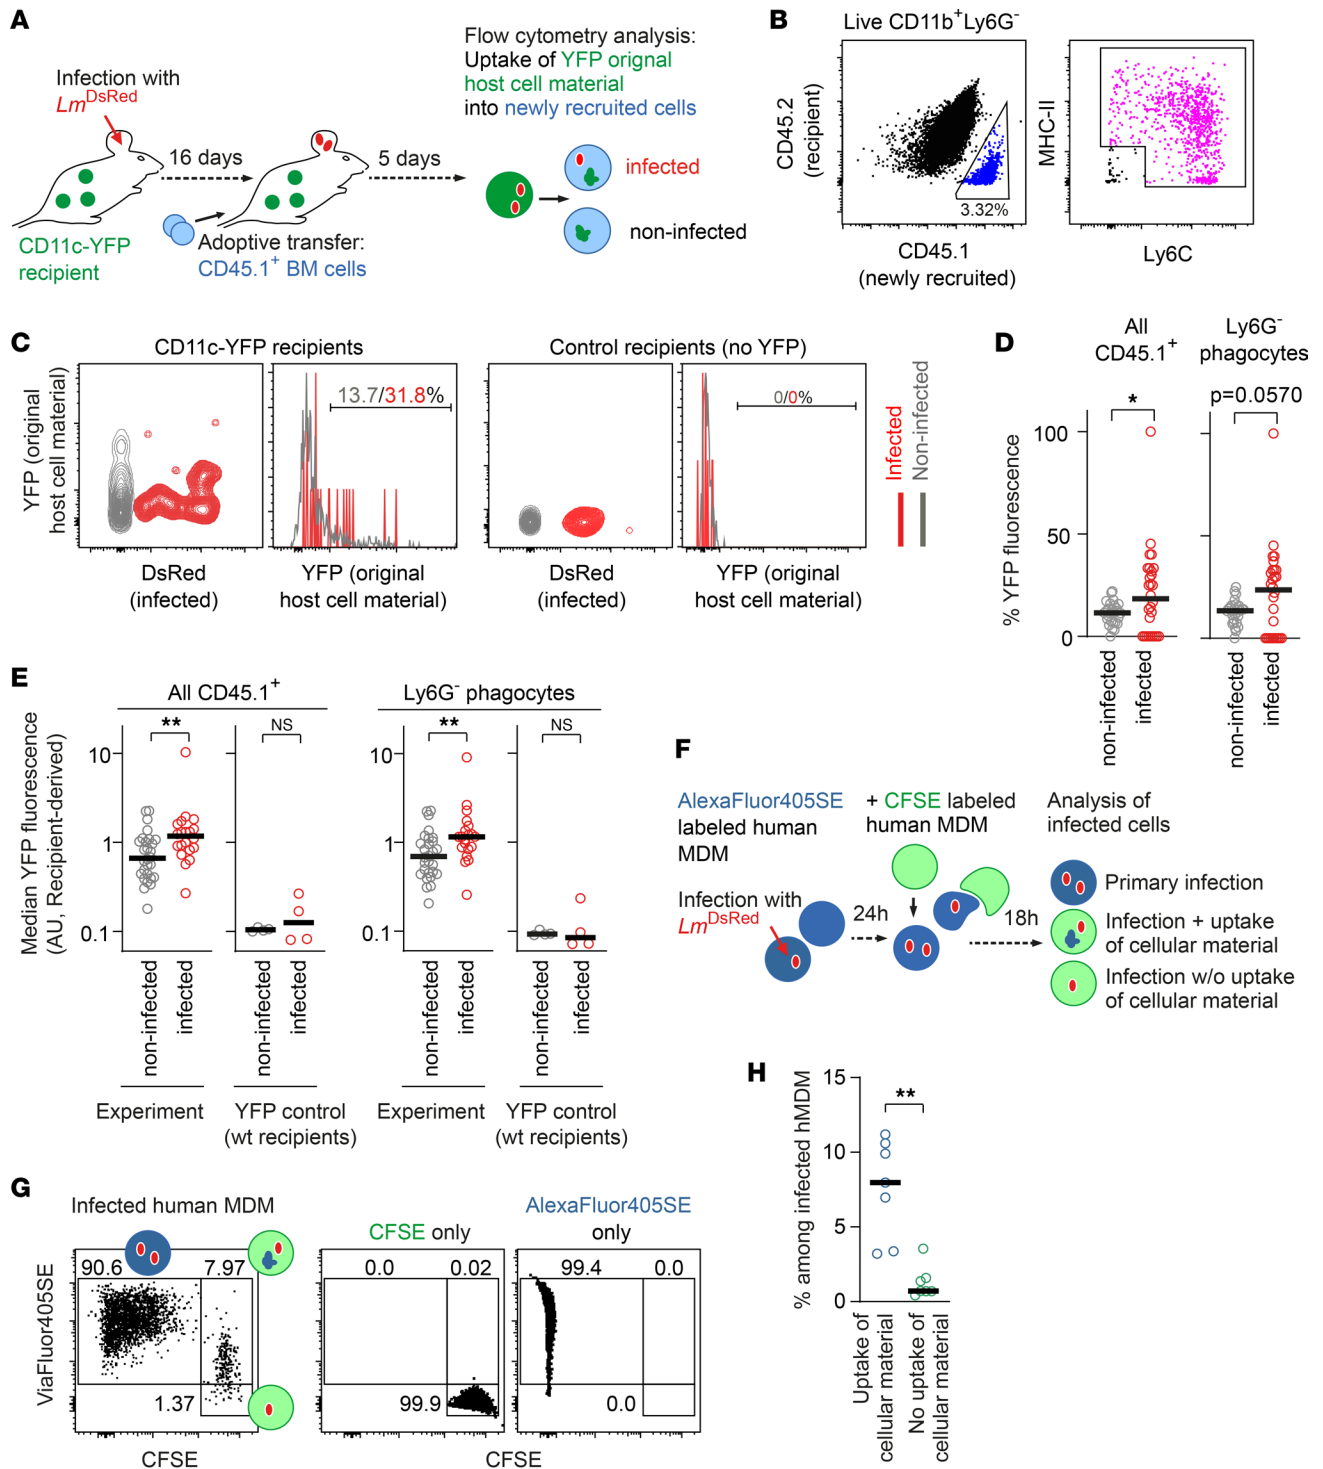 A
Infection with
LmDsRed
16 days
5 days
CD11c-YFP
recipient
Adoptive transfer:
CD45.1+ BM cells
Flow cytometry analysis:
Uptake of YFP orignal
host cell material
into newly recruited cells
infected
non-infected
B
Live CD11b+Ly6G-
CD45.2
(recipient)
3.32%
CD45.1
(newly recruited)
MHC-II
Ly6C
C
CD11c-YFP recipients
Control recipients (no YFP)
YFP (original
host cell material)
13.7/31.8%
0/0%
DsRed
(infected)
YFP (original
host cell material)
DsRed
(infected)
YFP (original
host cell material)
Infected
Non-infected
D
All
CD45.1+
Ly6G-
phagocytes
*
p=0.0570
% YFP fluorescence
100
50
0
non-infected
infected
non-infected
infected
E
All CD45.1+
Ly6G- phagocytes
Median YFP fluorescence
(AU, Recipient-derived)
**
NS
**
NS
10
1
0.1
10
1
0.1
non-infected
infected
non-infected
infected
non-infected
infected
non-infected
infected
Experiment
YFP control
(wt recipients)
Experiment
YFP control
(wt recipients)
F
AlexaFluor405SE
labeled human
MDM
+ CFSE labeled
human MDM
Analysis of
infected cells
Infection with
LmDsRed
24h
18h
Primary infection
Infection + uptake
of cellular material
Infection w/o uptake
of cellular material
G
Infected human MDM
CFSE only
AlexaFluor405SE
only
ViaFluor405SE
90.6
7.97
1.37
0.0
0.02
99.9
99.4
0.0
0.0
CFSE
CFSE
H
% among infected hMDM
15
10
5
0
**
Uptake of
cellular material
No uptake of
cellular material